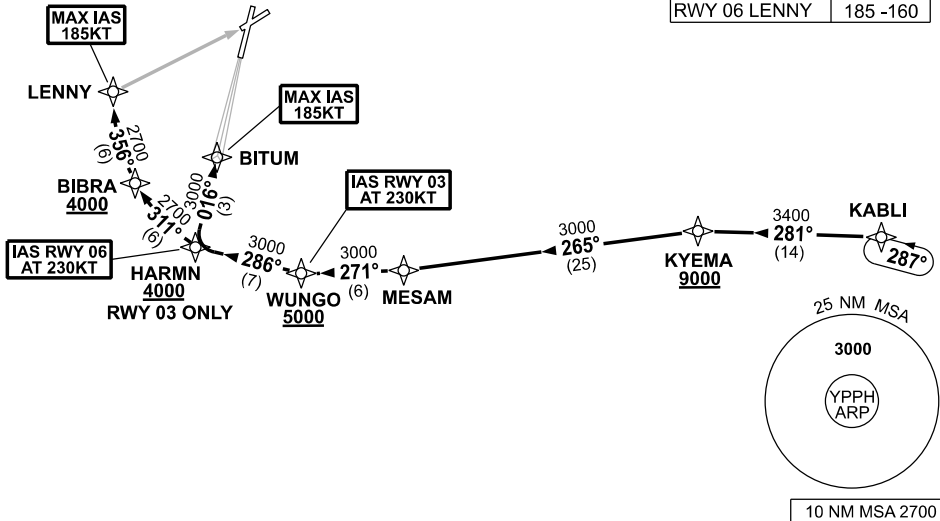 RWY 06 LENNY 185 -160
MAX IAS
185KT
LENNY
MAX IAS
185KT
2700
356°
(6)
BITUM
BIBRA
4000
3000
016°
(3)
IAS RWY 03
AT 230KT
2700
311°
(6)
IAS RWY 06
AT 230KT
HARMN
4000
RWY 03 ONLY
3000
286°
(7)
WUNGO
5000
3000
271°
(6)
MESAM
3000
265°
(25)
KYEMA
9000
3400
281°
(14)
KABLI
287°
25 NM MSA
3000
YPPH
ARP
10 NM MSA 2700